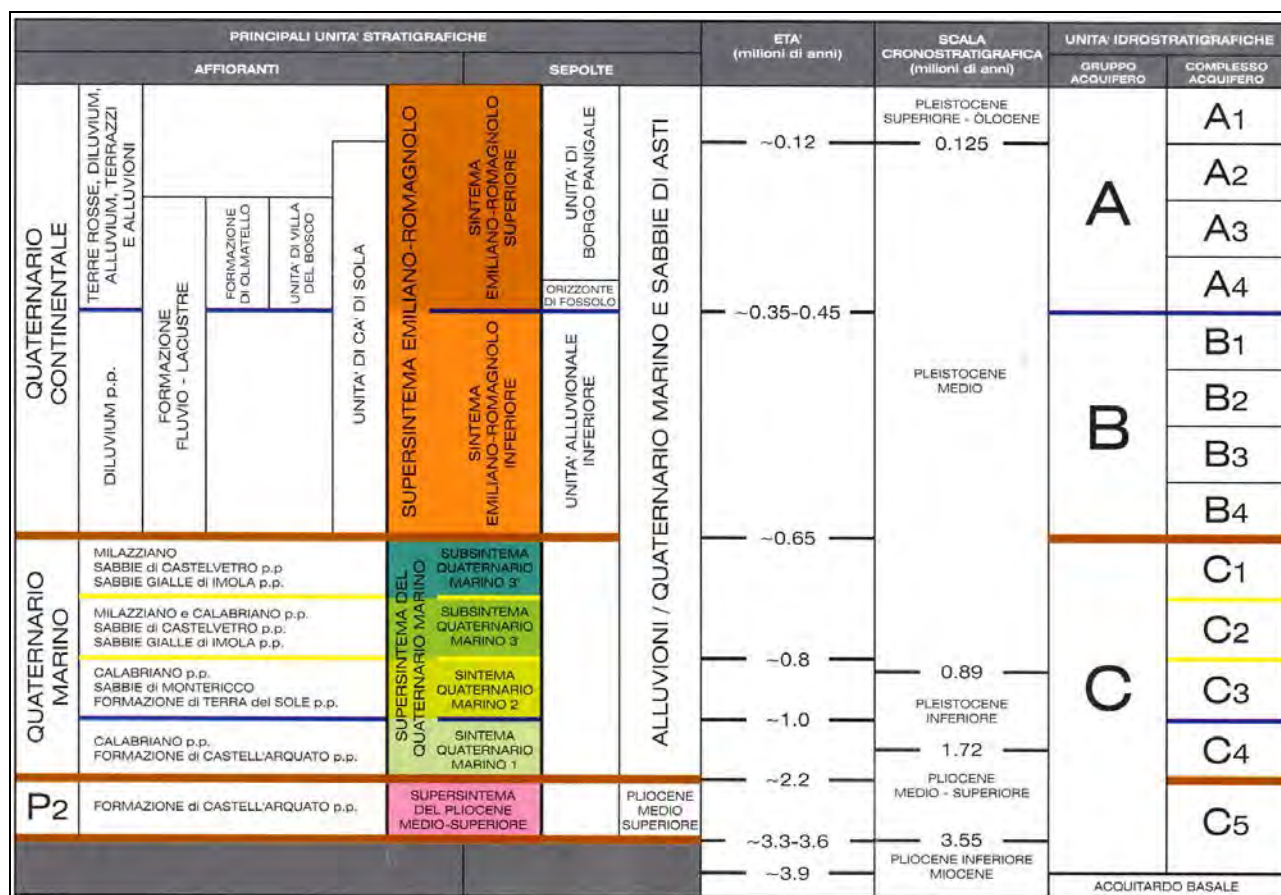 PRINCIPALI UNITA' STRATIGRAFICHE
ETA'
(milioni di anni)
SCALA
CRONOSTRATIGRAFICA
(milioni di anni)
UNITA' IDROSTRATIGRAFICHE
AFFIORANTI
SEPOLTE
GRUPPO
ACQUIFERO
COMPLESSO
ACQUIFERO
QUATERNARIO
CONTINENTALE
TERRE ROSSE, DILUVIUM,
ALLUVIUM, TERRAZZI
E ALLUVIONI
DILUVIUM p.p.
FORMAZIONE
FLUVIO - LACUSTRE
FORMAZIONE
DI OLMATELLO
UNITA' DI VILLA
DEL BOSCO
UNITA' DI CA' DI SOLA
SUPERSINTEMA EMILIANO-ROMAGNOLO
SINTEMA
EMILIANO-ROMAGNOLO
SUPERIORE
SINTEMA
EMILIANO-ROMAGNOLO
INFERIORE
UNITA' DI
BORGO PANIGALE
ORIZZONTE
DI FOSSOLO
UNITA' ALLUVIONALE
INFERIORE
ALLUVIONI / QUATERNARIO MARINO E SABBIE DI ASTI
QUATERNARIO
MARINO
MILAZZIANO
SABBIE di CASTELVETRO p.p
SABBIE GIALLE di IMOLA p.p.
MILAZZIANO e CALABRIANO p.p.
SABBIE di CASTELVETRO p.p.
SABBIE GIALLE di IMOLA p.p.
CALABRIANO p.p.
SABBIE di MONTERICCO
FORMAZIONE di TERRA del SOLE p.p.
CALABRIANO p.p.
FORMAZIONE di CASTELL'ARQUATO p.p.
SUPERSINTEMA DEL
QUATERNARIO MARINO
SUBSINTEMA
QUATERNARIO
MARINO 3'
SUBSINTEMA
QUATERNARIO
MARINO 3
SINTEMA
QUATERNARIO
MARINO 2
SINTEMA
QUATERNARIO
MARINO 1
P2
FORMAZIONE di CASTELL'ARQUATO p.p.
SUPERSINTEMA
DEL PLIOCENE
MEDIO-SUPERIORE
PLIOCENE
MEDIO
SUPERIORE
~0.12
~0.35-0.45
~0.65
~0.8
~1.0
~2.2
~3.3-3.6
~3.9
PLEISTOCENE
SUPERIORE - OLOCENE
0.125
PLEISTOCENE
MEDIO
0.89
PLEISTOCENE
INFERIORE
1.72
PLIOCENE
MEDIO - SUPERIORE
3.55
PLIOCENE INFERIORE
MIOCENE
A
B
C
A1
A2
A3
A4
B1
B2
B3
B4
C1
C2
C3
C4
C5
ACQUITARDO BASALE